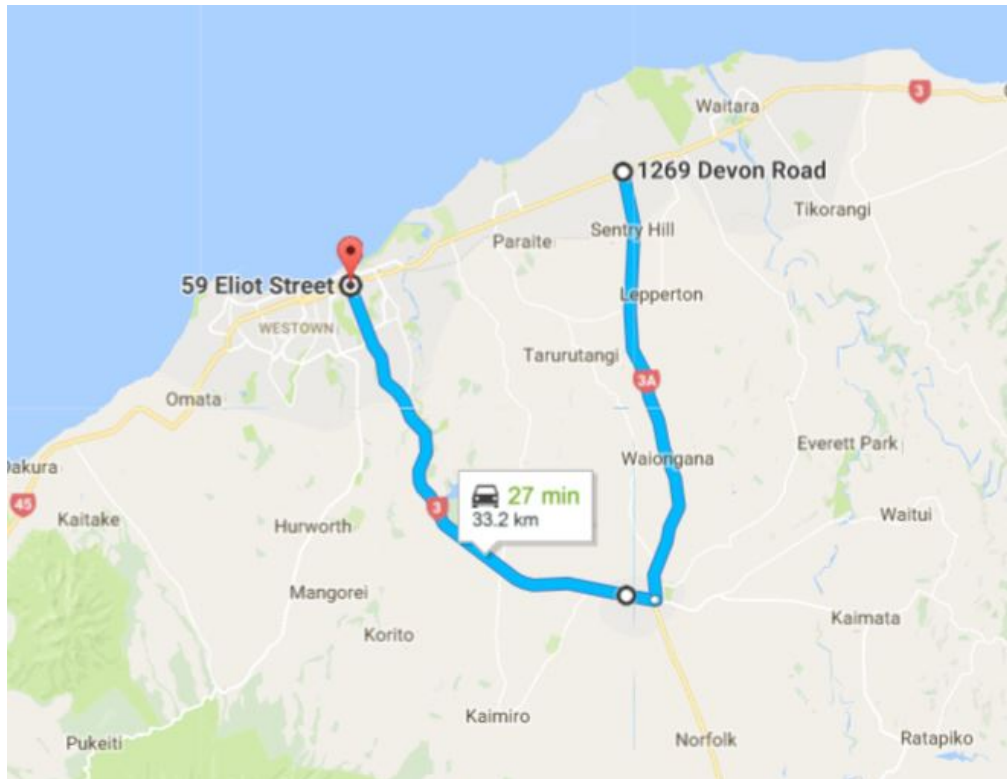 Waitara
3
1269 Devon Road
Tikorangi
Sentry Hill
Paraite
59 Eliot Street
Lepperton
WESTOWN
Tarurutangi
3A
Omata
Everett Park
Waiongana
Oakura
27 min
33.2 km
45
3
Kaitake
Hurworth
Waitui
Mangorei
Kaimata
Korito
Kaimiro
Pukeiti
Norfolk
Ratapiko